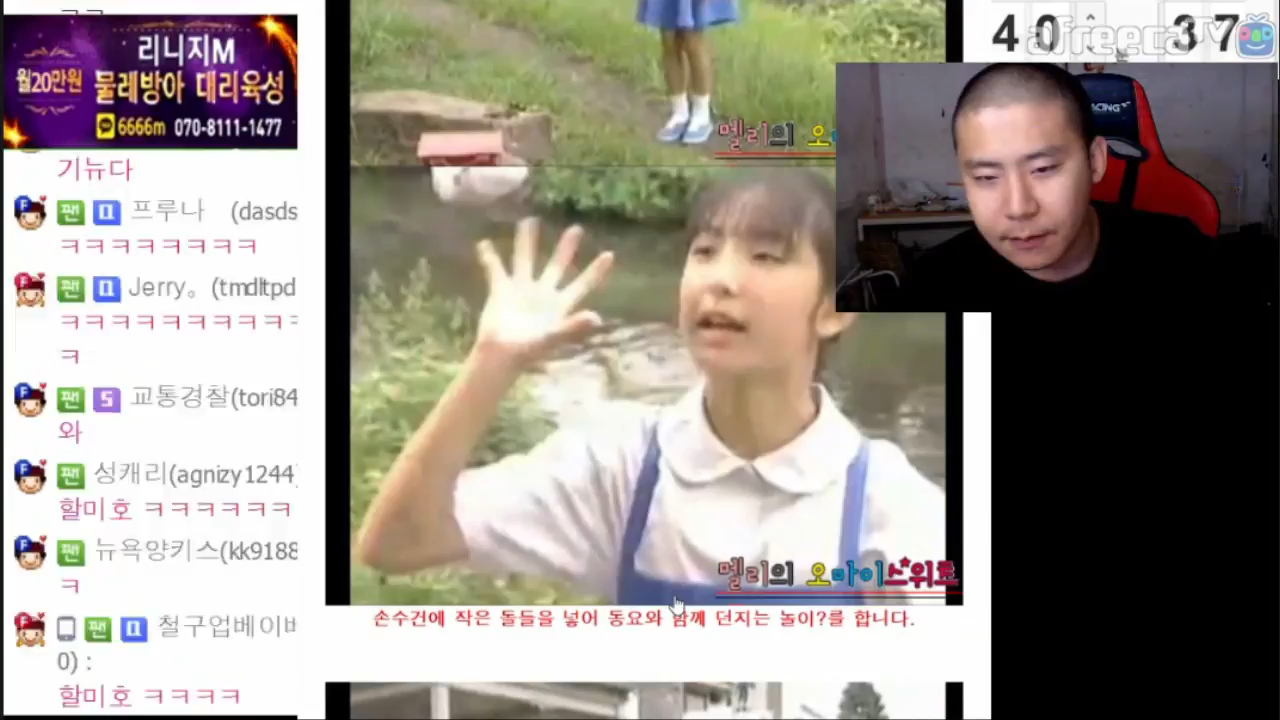 리니지M
월20만원 물레방아 대리육성
6666m 070-8111-1477
기뉴다
팬 프루나 (dasds
ㅋㅋㅋㅋㅋㅋㅋㅋ
팬 Jerry。(tmdltpd
ㅋㅋㅋㅋㅋㅋㅋㅋㅋㅋ
ㅋ
팬 S 교통경찰(tori84
와
팬 성캐리(agnizy1244
할미호 ㅋㅋㅋㅋㅋㅋ
팬 뉴욕양키스(kk9188
ㅋ
팬 철구업베이비
0) :
할미호 ㅋㅋㅋㅋ
멜리의 오
멜리의 오마이스위트
손수건에 작은 돌들을 넣어 동요와 함께 던지는 놀이?를 합니다.
40 : 37
afreecaTV
ACING